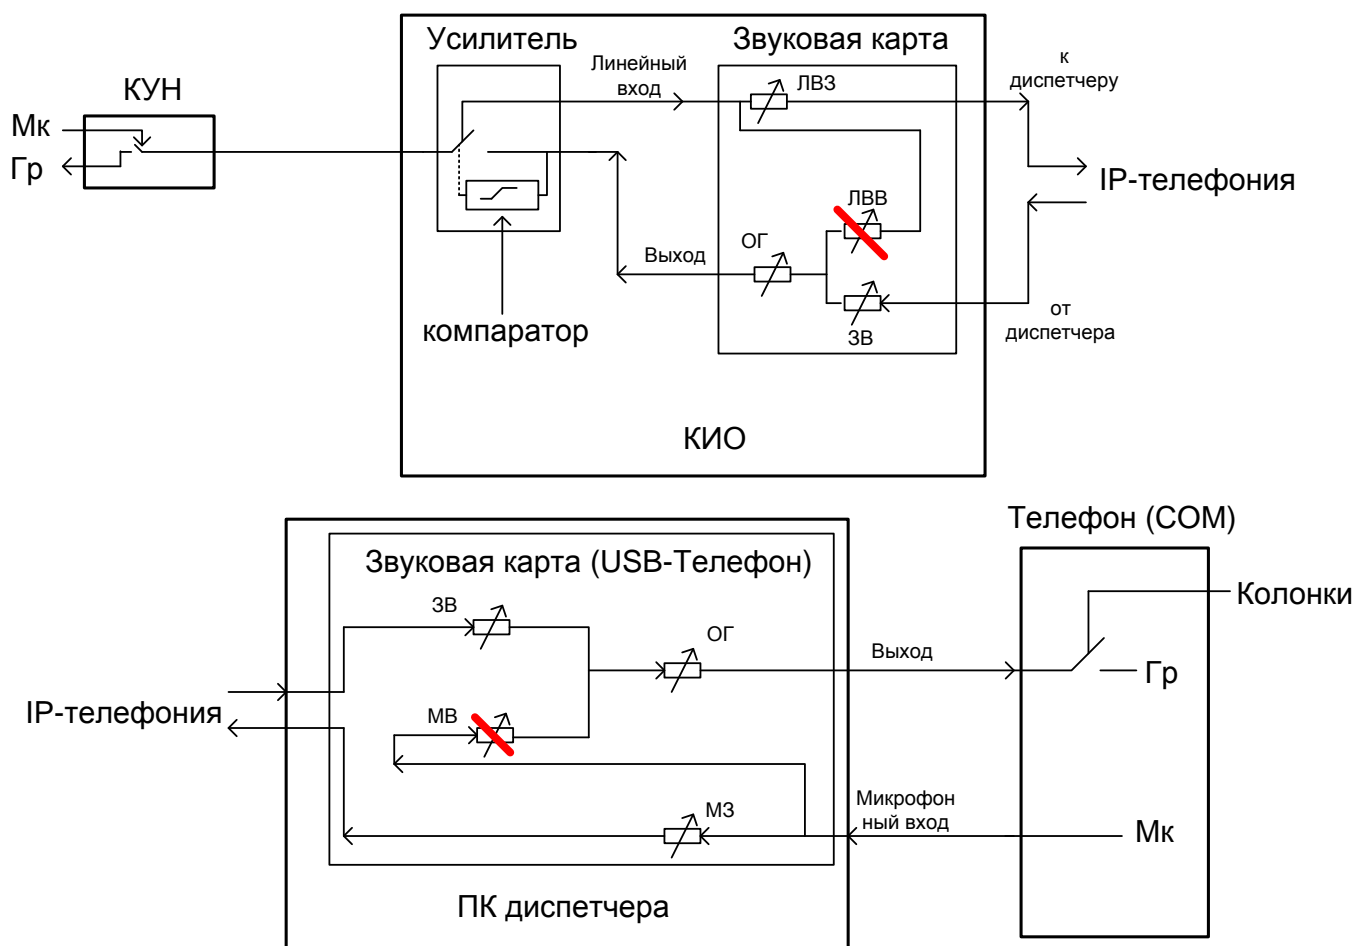 Усилитель
Звуковая карта
КУН
Линейный
вход
ЛВЗ
к
диспетчеру
Мк
Гр
IP-телефония
ЛВВ
ОГ
Выход
ЗВ
от
диспетчера
компаратор
КИО
Телефон (COM)
Звуковая карта (USB-Телефон)
Колонки
ЗВ
ОГ
Выход
Гр
IP-телефония
МВ
МЗ
Микрофон
ный вход
Мк
ПК диспетчера